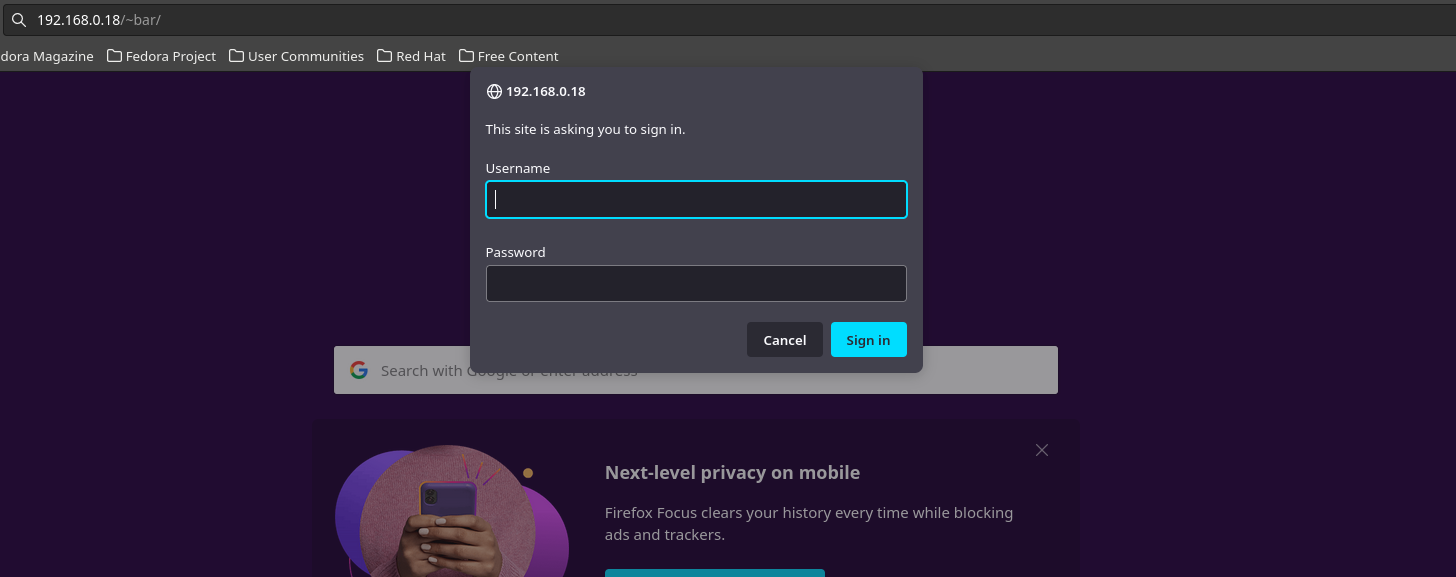 192.168.0.18/~bar/
dora Magazine Fedora Project User Communities Red Hat Free Content
192.168.0.18
This site is asking you to sign in.
Username
Password
Cancel Sign in
Search with Google or enter address
Next-level privacy on mobile
Firefox Focus clears your history every time while blocking
ads and trackers.